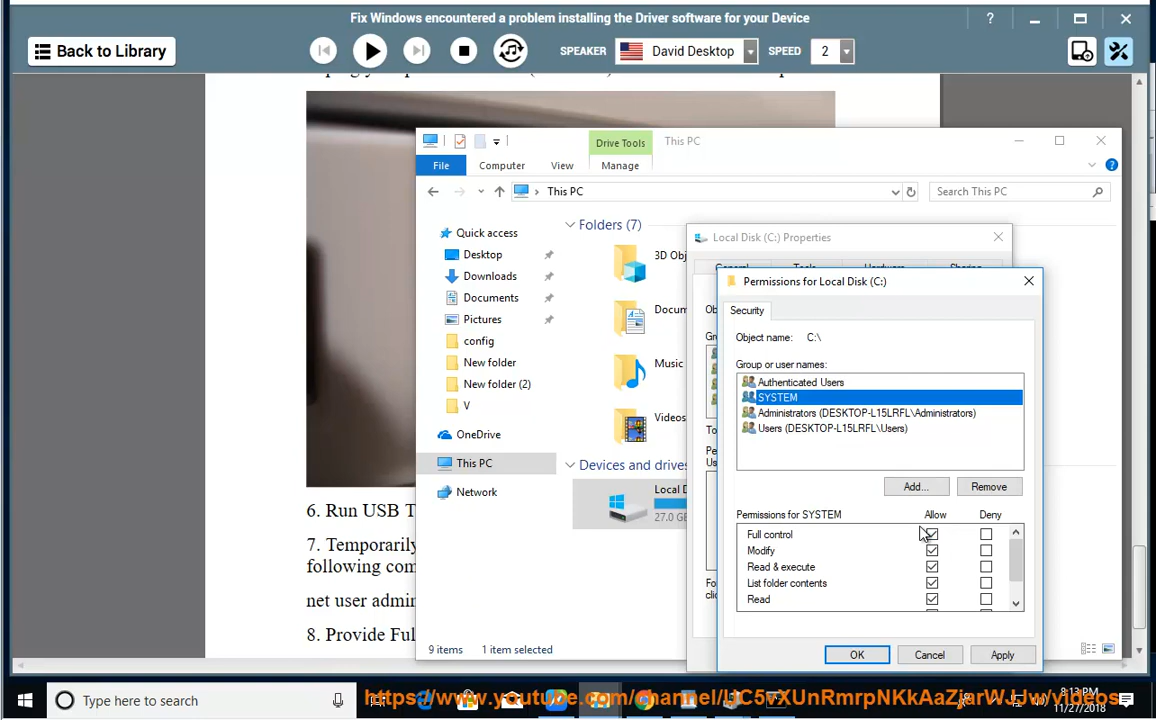 Fix Windows encountered a problem installing the Driver software for your Device
?
Back to Library
SPEAKER
David Desktop
SPEED
2
Drive Tools
This PC
File
Computer
View
Manage
This PC
Search This PC
Quick access
Desktop
Downloads
Documents
Pictures
config
New folder
New folder (2)
V
OneDrive
This PC
Network
Folders (7)
3D Obj
Docum
Music
Videos
Devices and drives
Local D
27.0 GB
9 items
1 item selected
Local Disk (C:) Properties
Permissions for Local Disk (C:)
Security
Object name: C:\
Group or user names:
Authenticated Users
SYSTEM
Administrators (DESKTOP-L15LRFL\Administrators)
Users (DESKTOP-L15LRFL\Users)
Add...
Remove
Permissions for SYSTEM
Allow
Deny
Full control
Modify
Read & execute
List folder contents
Read
OK
Cancel
Apply
6. Run USB T
7. Temporarily
following com
net user admin
8. Provide Full
Type here to search
8:13 PM
11/27/2018